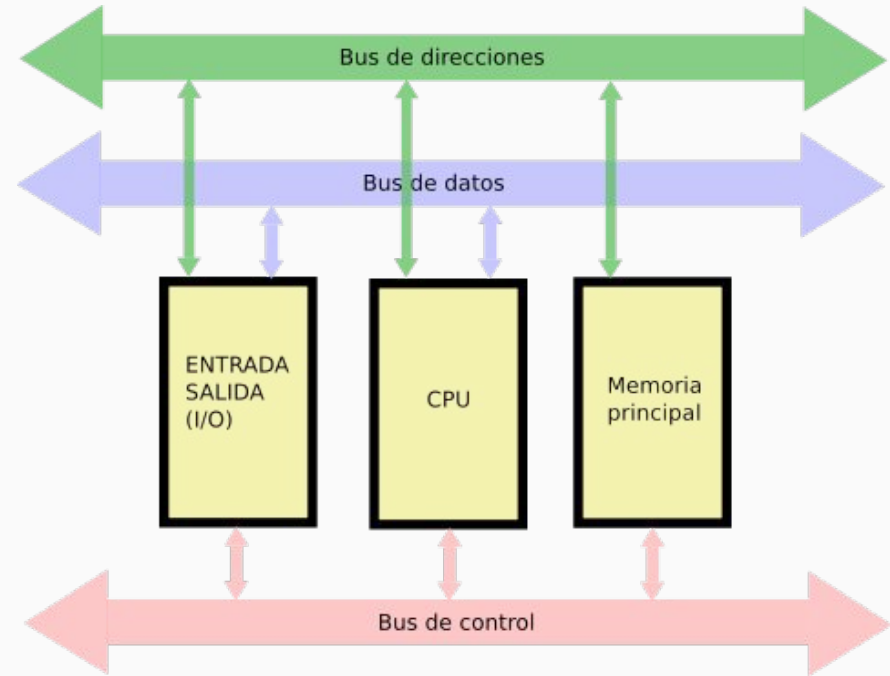 Bus de direcciones
Bus de datos
ENTRADA
SALIDA
(I/O)
CPU
Memoria
principal
Bus de control